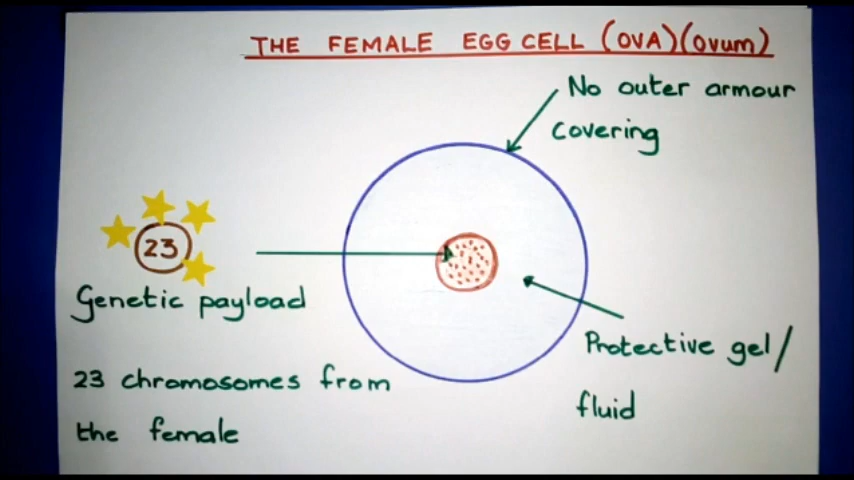 THE FEMALE EGG CELL (OVA)(OVum)
No outer armour
covering
23
Genetic payload
23 chromosomes from
the female
Protective gel/
fluid